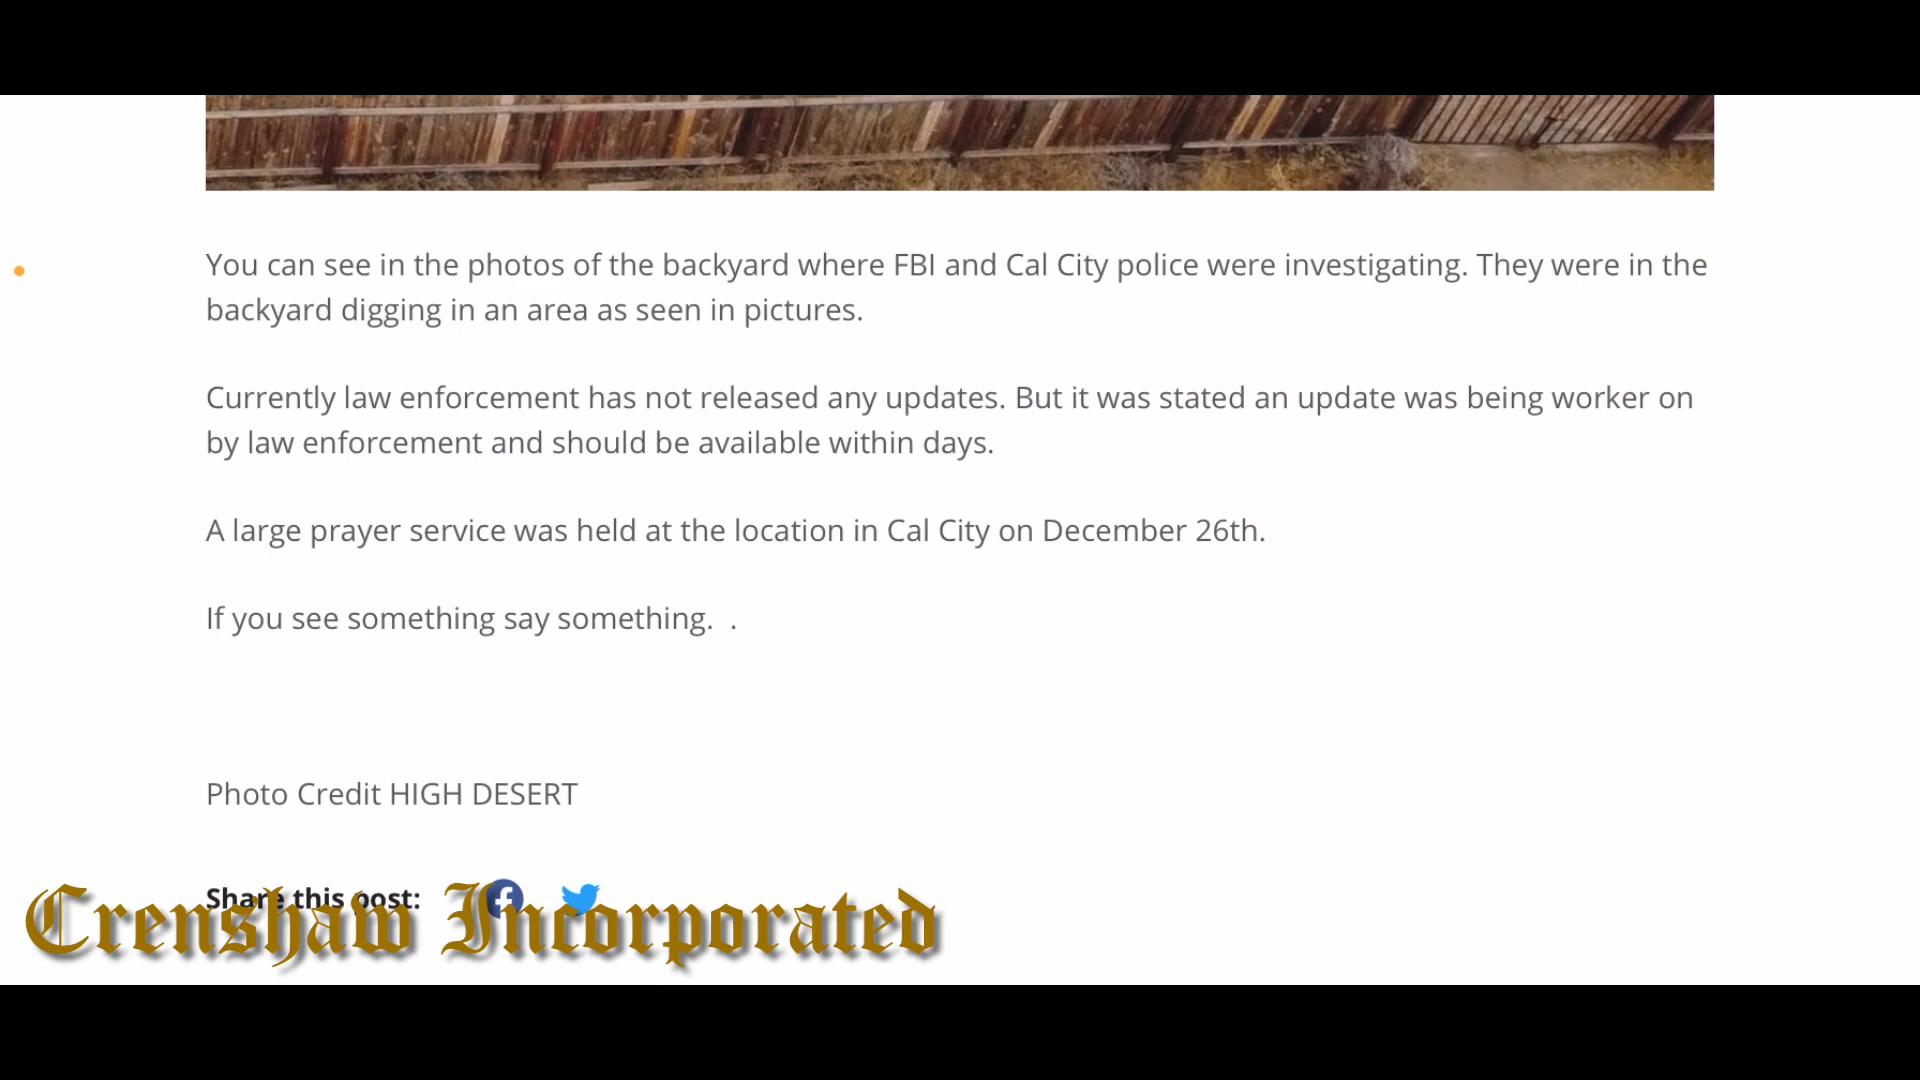 You can see in the photos of the backyard where FBI and Cal City police were investigating. They were in the
backyard digging in an area as seen in pictures.
Currently law enforcement has not released any updates. But it was stated an update was being worker on
by law enforcement and should be available within days.
A large prayer service was held at the location in Cal City on December 26th.
If you see something say something.  .
Photo Credit HIGH DESERT
Share this post:
Crenshaw Incorporated